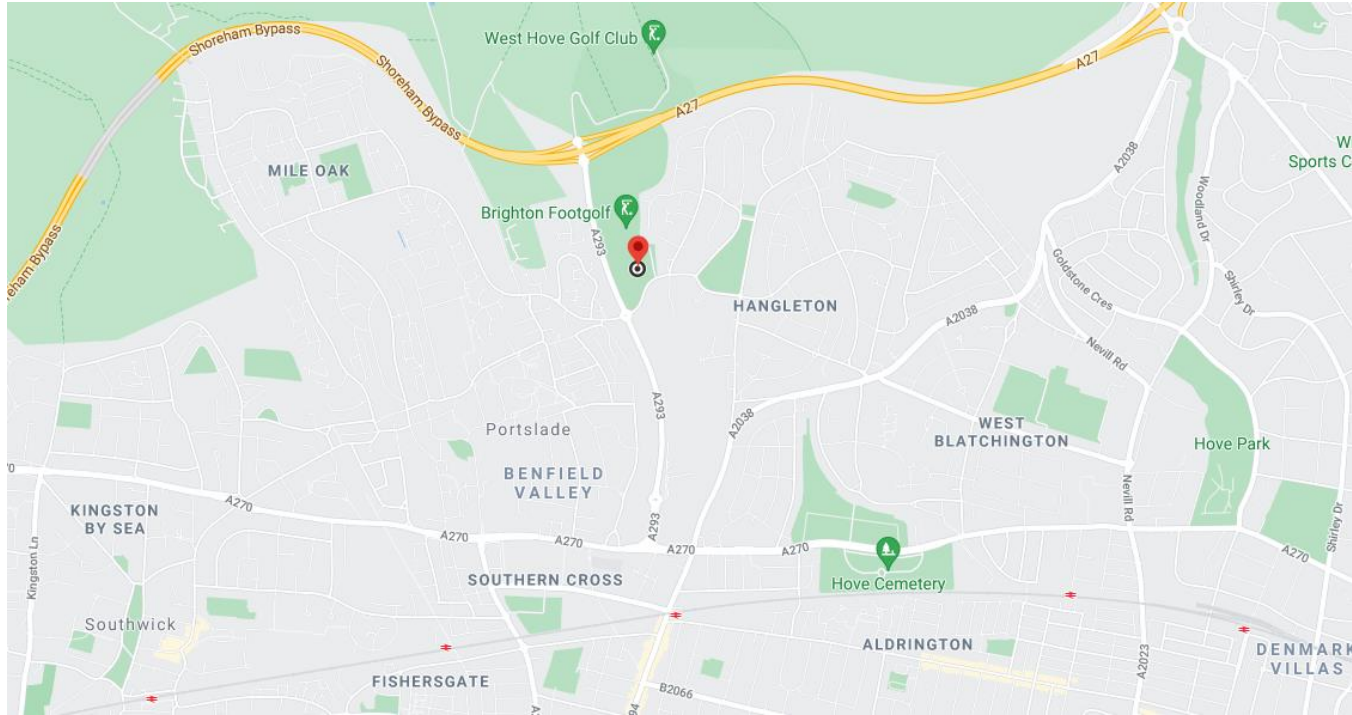 Shoreham Bypass
West Hove Golf Club
Shoreham Bypass
A27
A27
A2038
W
Sports C
MILE OAK
Woodland Dr
Brighton Footgolf
A293
Shoreham Bypass
Goldstone Cres
Shirley Dr
HANGLETON
A2038
Nevill Rd
A293
A2038
Portslade
WEST
BLATCHINGTON
Hove Park
BENFIELD
VALLEY
A270
KINGSTON
BY SEA
Nevill Rd
Shirley Dr
A293
A270
A270
A270
A270
A270
Kingston Ln
Hove Cemetery
SOUTHERN CROSS
Southwick
ALDRINGTON
DENMARK
VILLAS
A2023
FISHERSGATE
B2066